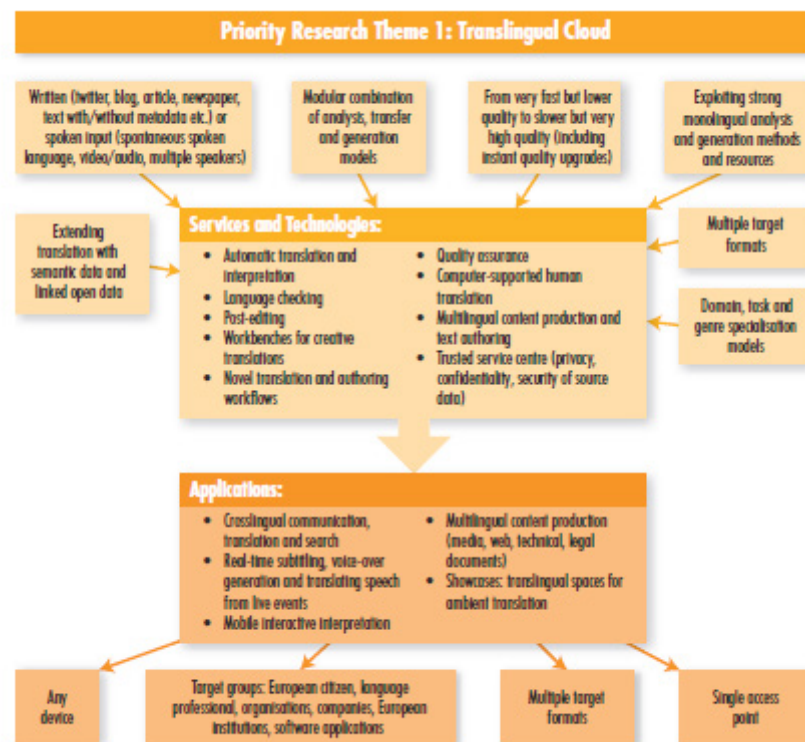 Priority Research Theme 1: Translingual Cloud
Written (twitter, blog, article, newspaper,
text with/without metadata etc.) or
spoken input (spontaneous spoken
language, video/audio, multiple speakers)
Modular combination
of analysis, transfer
and generation
models
From very fast but lower
quality to slower but very
high quality (including
instant quality upgrades)
Exploiting strong
monolingual analysis
and generation methods
and resources
Extending
translation with
semantic data and
linked open data
Services and Technologies:
• Automatic translation and
interpretation
• Language checking
• Post-editing
• Workbenches for creative
translations
• Novel translation and authoring
workflows
• Quality assurance
• Computer-supported human
translation
• Multilingual content production and
text authoring
• Trusted service centre (privacy,
confidentiality, security of source
data)
Multiple target
formats
Domain, task and
genre specialisation
models
Applications:
• Crosslingual communication,
translation and search
• Real-time subtitling, voice-over
generation and translating speech
from live events
• Mobile interactive interpretation
• Multilingual content production
(media, web, technical, legal
documents)
• Showcases: translingual spaces for
ambient translation
Any
device
Target groups: European citizen, language
professional, organisations, companies, European
institutions, software applications
Multiple target
formats
Single access
point